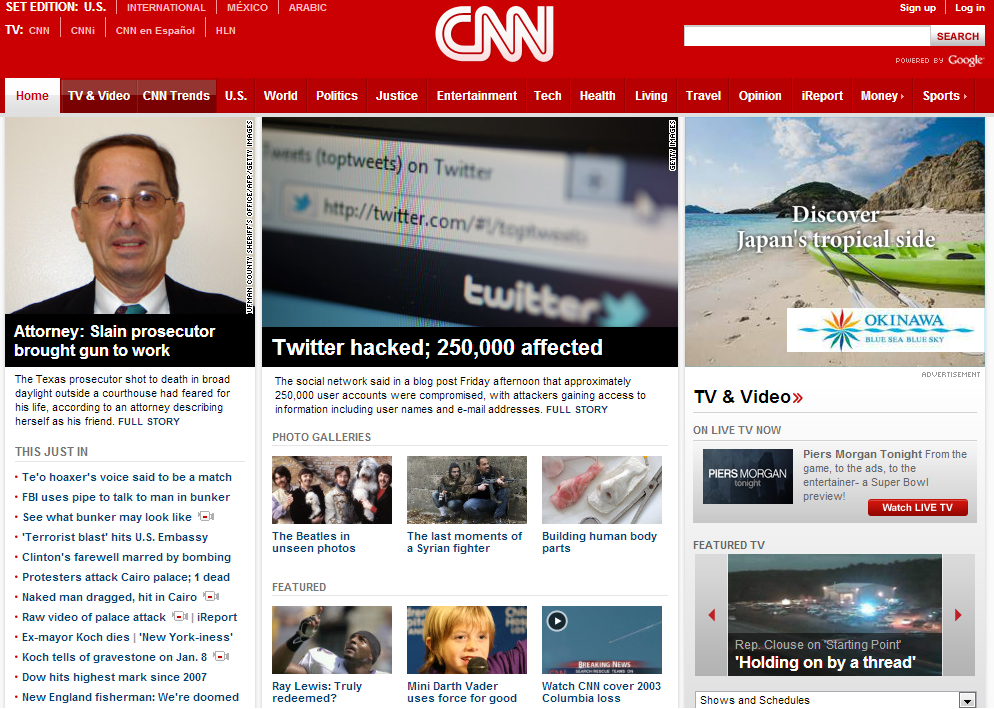 SET EDITION: U.S. INTERNATIONAL MÉXICO ARABIC
TV: CNN CNNi CNN en Español HLN
CNN
Sign up Log in
SEARCH
POWERED BY Google
Home TV & Video CNN Trends U.S. World Politics Justice Entertainment Tech Health Living Travel Opinion iReport Money › Sports ›
UFMAN COUNTY SHERIFF'S OFFICE/AFP/GETTY IMAGES
Attorney: Slain prosecutor
brought gun to work
The Texas prosecutor shot to death in broad
daylight outside a courthouse had feared for
his life, according to an attorney describing
herself as his friend. FULL STORY
THIS JUST IN
• Te'o hoaxer's voice said to be a match
• FBI uses pipe to talk to man in bunker
• See what bunker may look like
• 'Terrorist blast' hits U.S. Embassy
• Clinton's farewell marred by bombing
• Protesters attack Cairo palace; 1 dead
• Naked man dragged, hit in Cairo
• Raw video of palace attack | iReport
• Ex-mayor Koch dies | 'New York-iness'
• Koch tells of gravestone on Jan. 8
• Dow hits highest mark since 2007
• New England fisherman: We're doomed
GETTY IMAGES
weets (toptweets) on Twitter
http://twitter.com/#!/toptweets
twitter
Twitter hacked; 250,000 affected
The social network said in a blog post Friday afternoon that approximately
250,000 user accounts were compromised, with attackers gaining access to
information including user names and e-mail addresses. FULL STORY
PHOTO GALLERIES
The Beatles in
unseen photos
The last moments of
a Syrian fighter
Building human body
parts
FEATURED
Ray Lewis: Truly
redeemed?
Mini Darth Vader
uses force for good
BREAKING NEWS
Watch CNN cover 2003
Columbia loss
Discover
Japan's tropical side
OKINAWA
BLUE SEA BLUE SKY
ADVERTISEMENT
TV & Video»
ON LIVE TV NOW
PIERS MORGAN
tonight
Piers Morgan Tonight From the
game, to the ads, to the
entertainer- a Super Bowl
preview!
Watch LIVE TV
FEATURED TV
Rep. Clouse on 'Starting Point'
'Holding on by a thread'
Shows and Schedules